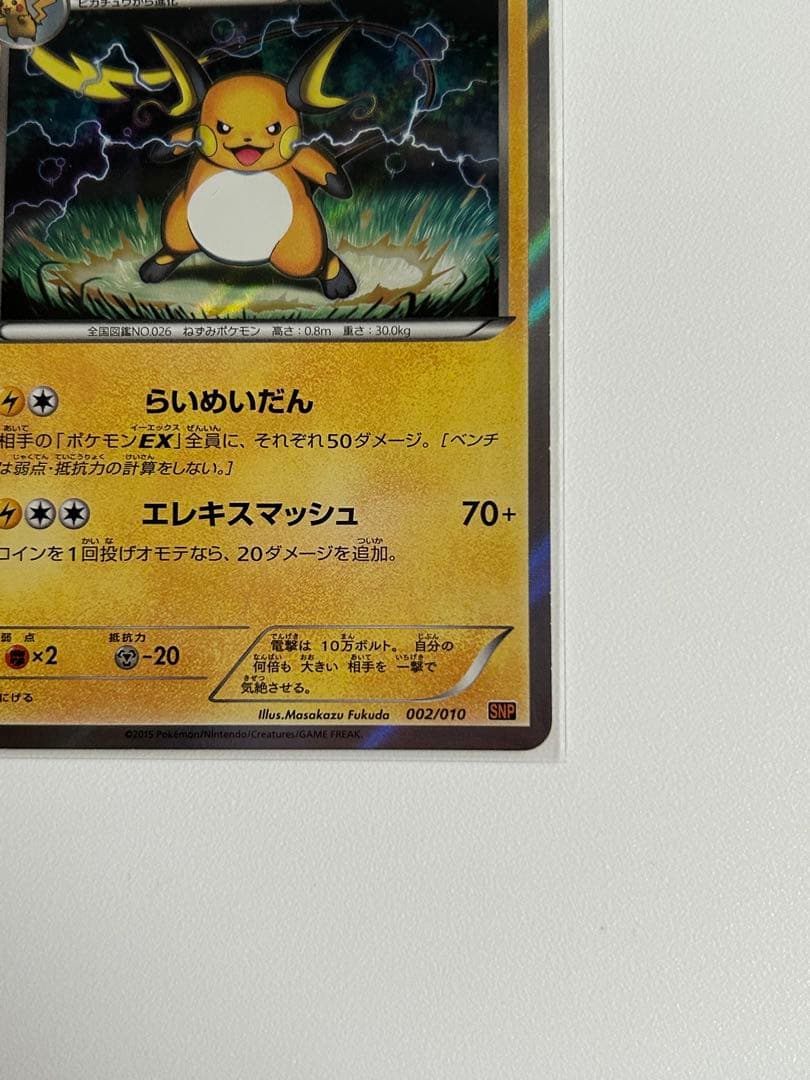 ピカチュウから進化
全国図鑑NO.026 ねずみポケモン 高さ:0.8m 重さ:30.0kg
らいめいだん
相手の「ポケモンEX」全員に、それぞれ50ダメージ。[ベンチ
は弱点・抵抗力の計算をしない。]
エレキスマッシュ 70+
コインを1回投げオモテなら、20ダメージを追加。
弱点 抵抗力
×2 -20
電撃は 10万ボルト。 自分の
何倍も 大きい 相手を 一撃で
気絶させる。
にげる
Illus.Masakazu Fukuda 002/010 SNP
©2015 Pokémon/Nintendo/Creatures/GAME FREAK.